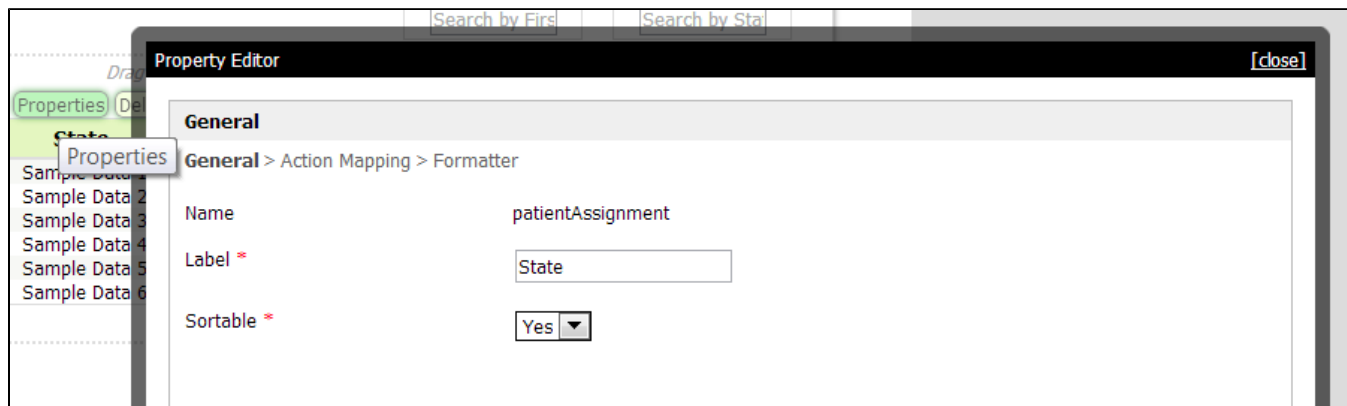 Search by Firs
Search by Sta
Property Editor
[close]
Drag
Properties
Del
State
Properties
Sample Data 1
Sample Data 2
Sample Data 3
Sample Data 4
Sample Data 5
Sample Data 6
General
General > Action Mapping > Formatter
Name patientAssignment
Label * State
Sortable * Yes